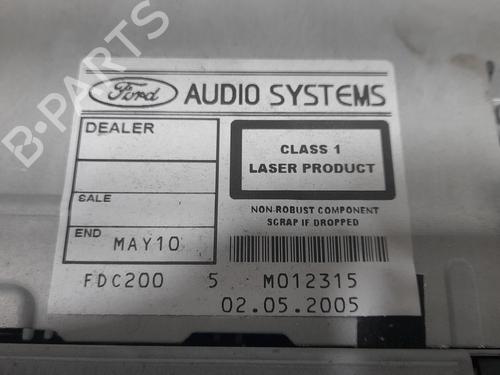 Ford AUDIO SYSTEMS
DEALER
SALE
END MAY10
CLASS 1
LASER PRODUCT
NON-ROBUST COMPONENT
SCRAP IF DROPPED
FDC200 5 M012315
02.05.2005
B-PARTS